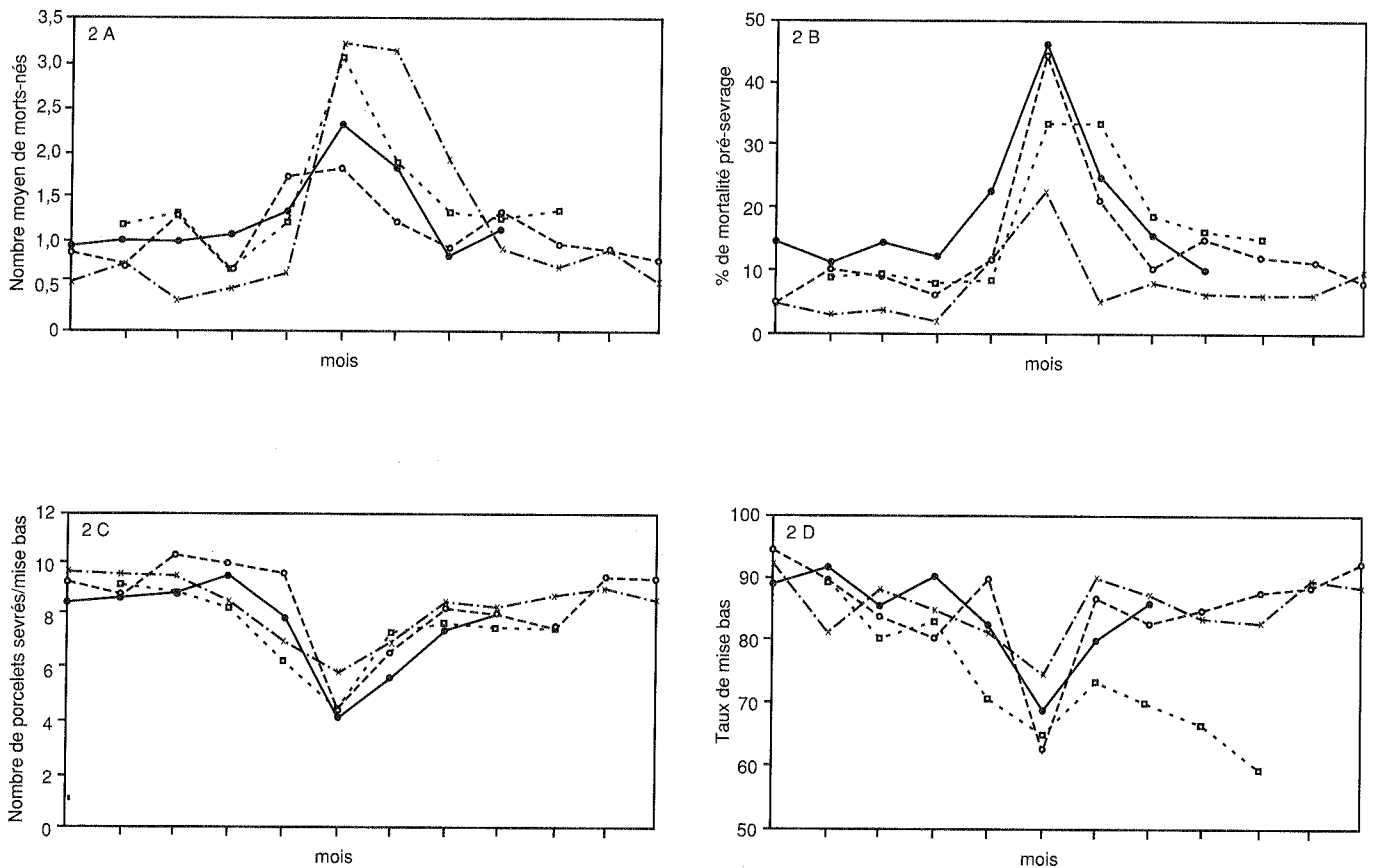 2 A
Nombre moyen de morts-nés
3,5
3,0
2,5
2,0
1,5
1,0
0,5
0
mois
2 B
% de mortalité pré-sevrage
50
40
30
20
10
0
mois
2 C
Nombre de porcelets sevrés/mise bas
12
10
8
6
4
2
0
mois
2 D
Taux de mise bas
100
90
80
70
60
50
mois